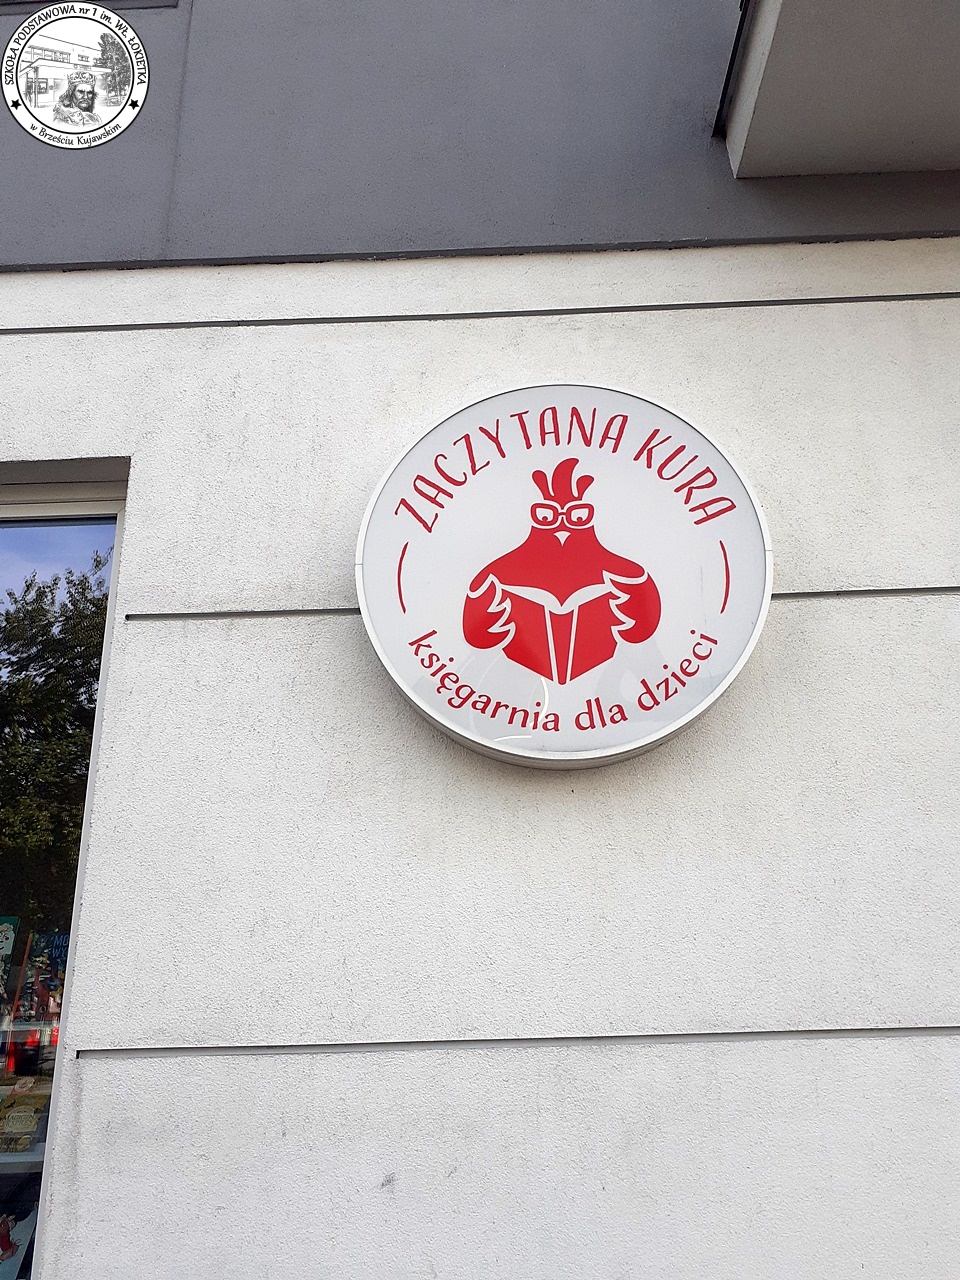 SZKOŁA PODSTAWOWA nr 1 im. WŁ. ŁOKIETKA
w Brześciu Kujawskim
ZACZYTANA KURA
księgarnia dla dzieci